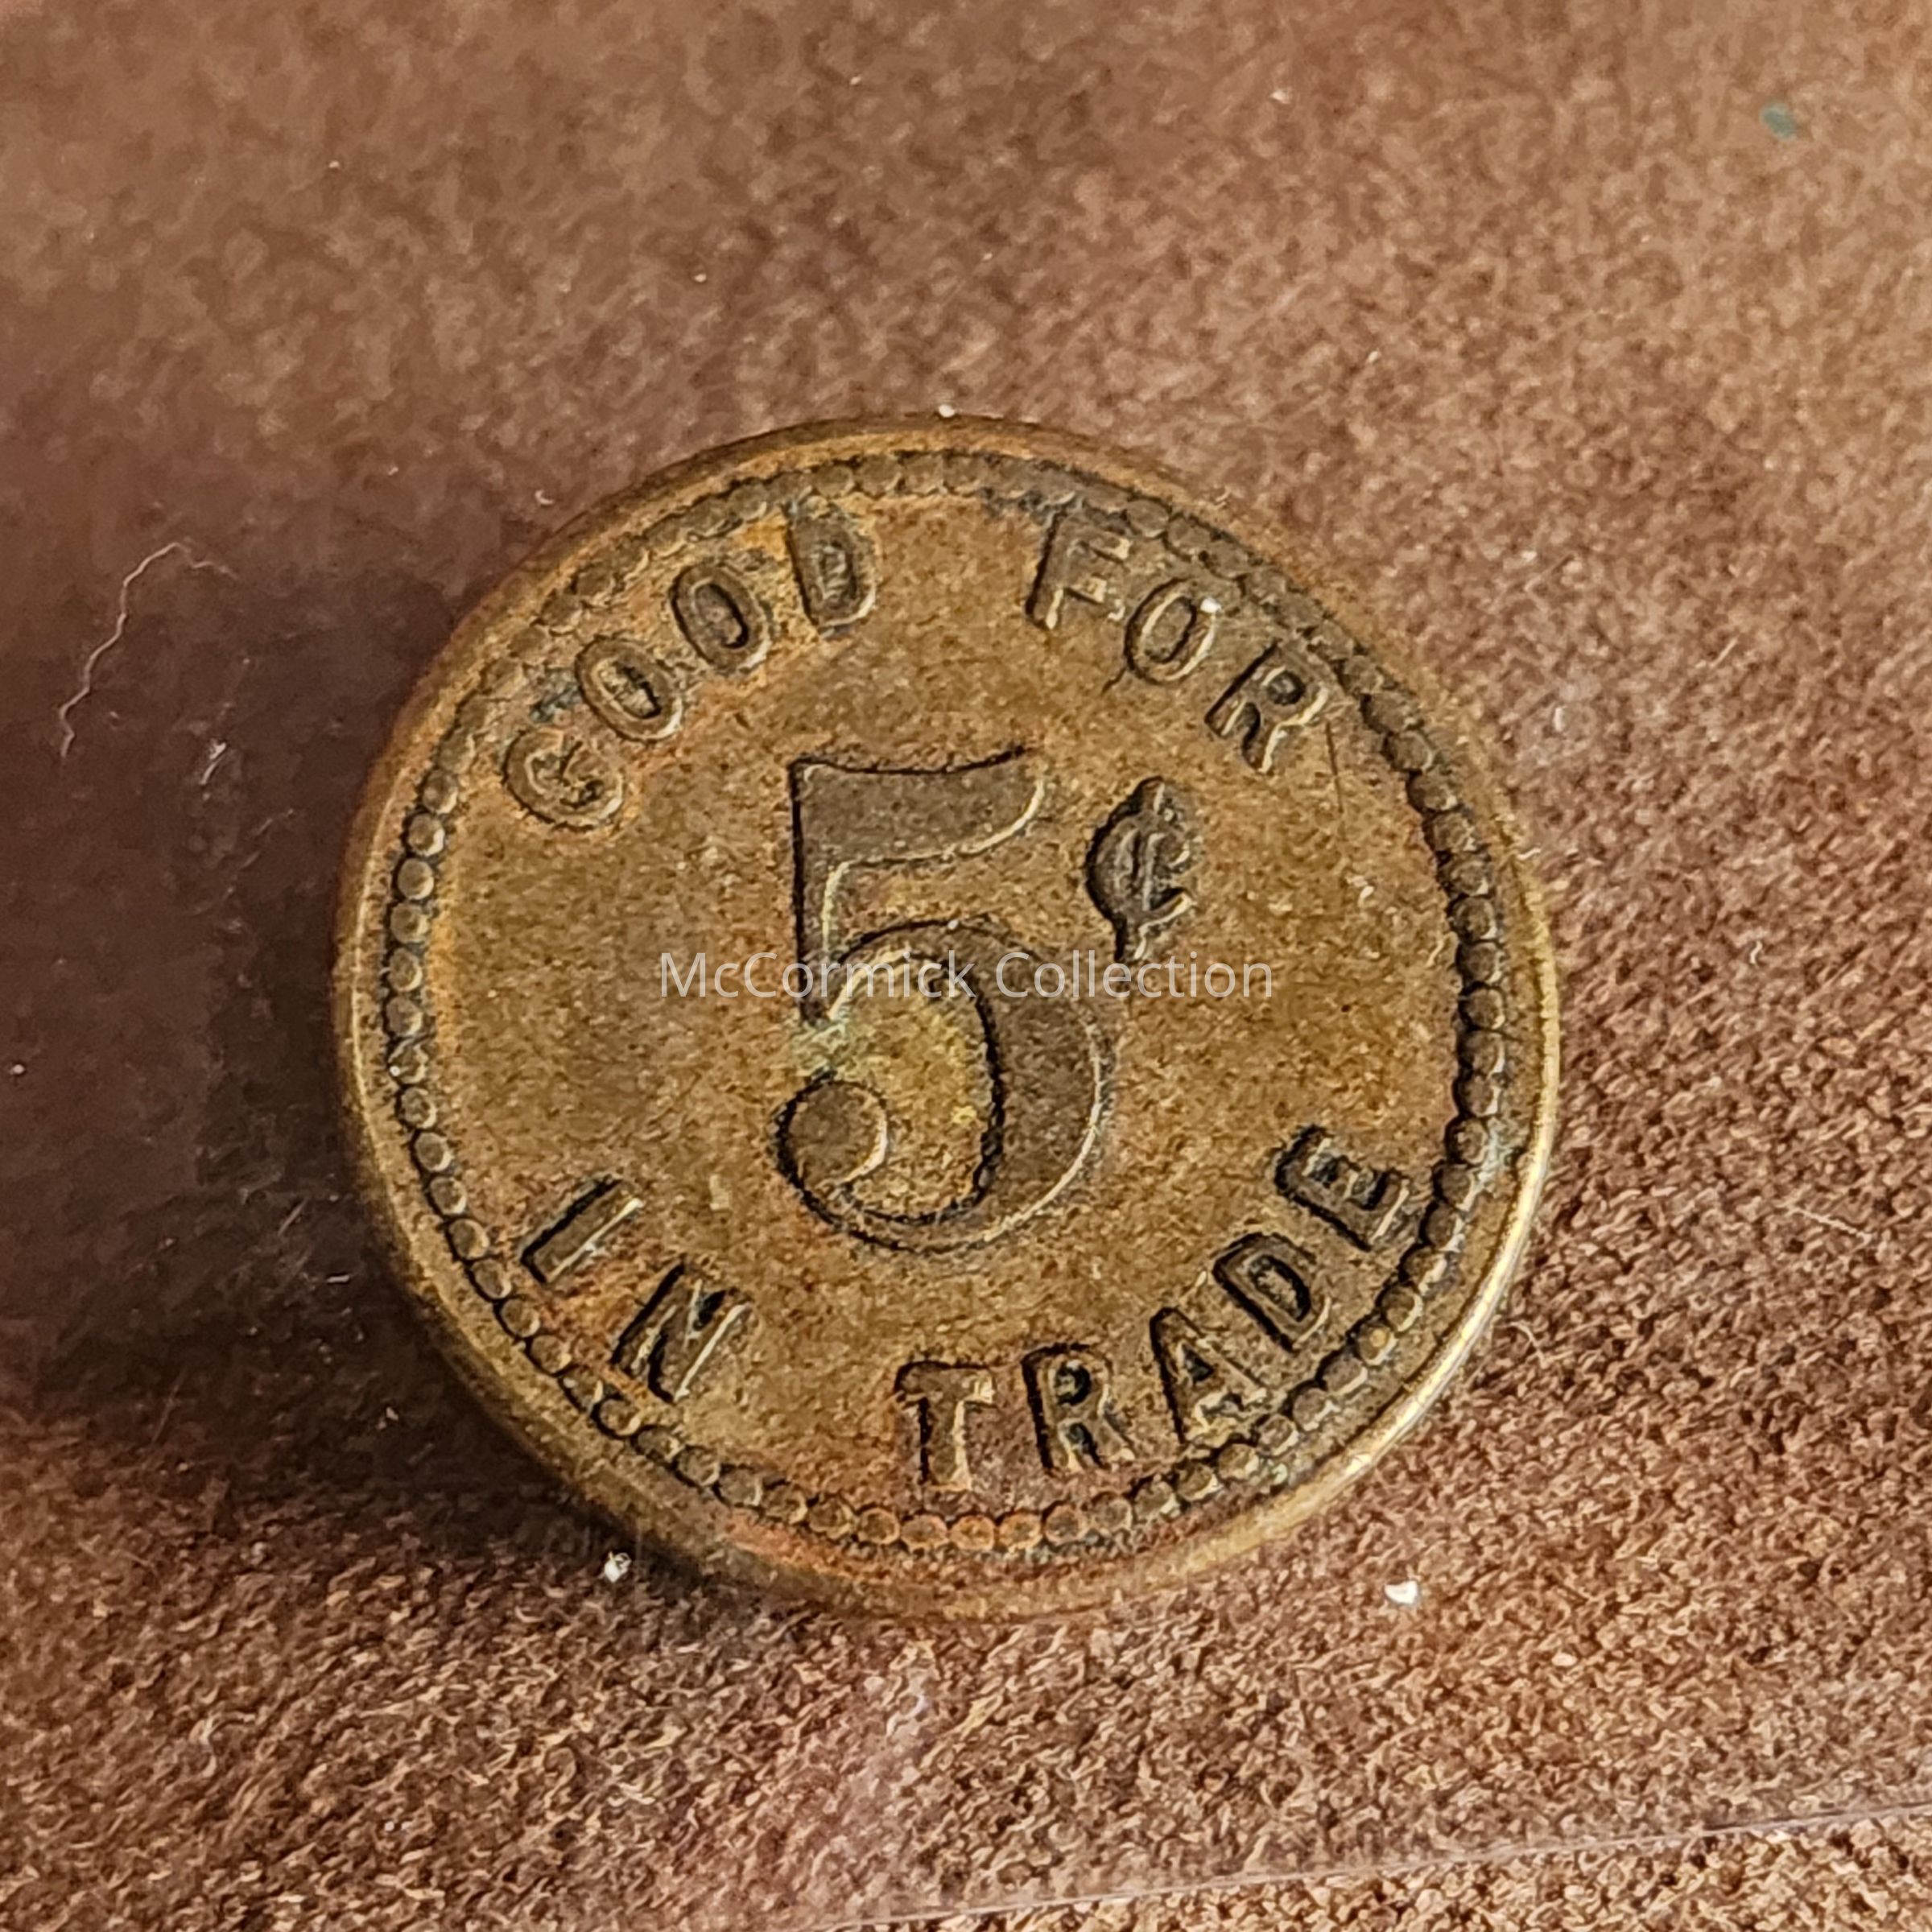 GOOD FOR
5 ¢
McCormick Collection
IN TRADE